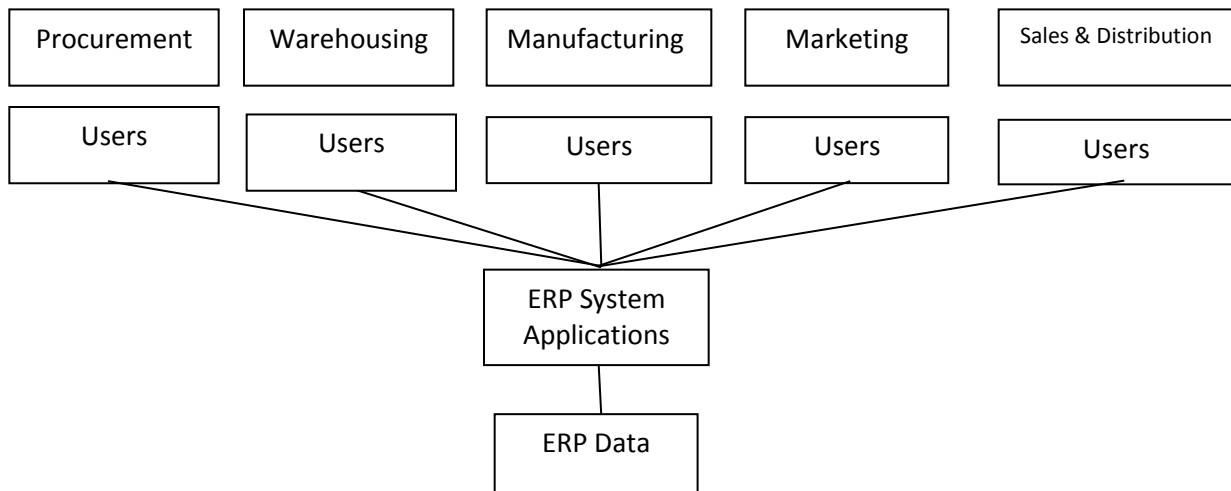 Procurement
Warehousing
Manufacturing
Marketing
Sales & Distribution
Users
Users
Users
Users
Users
ERP System
Applications
ERP Data